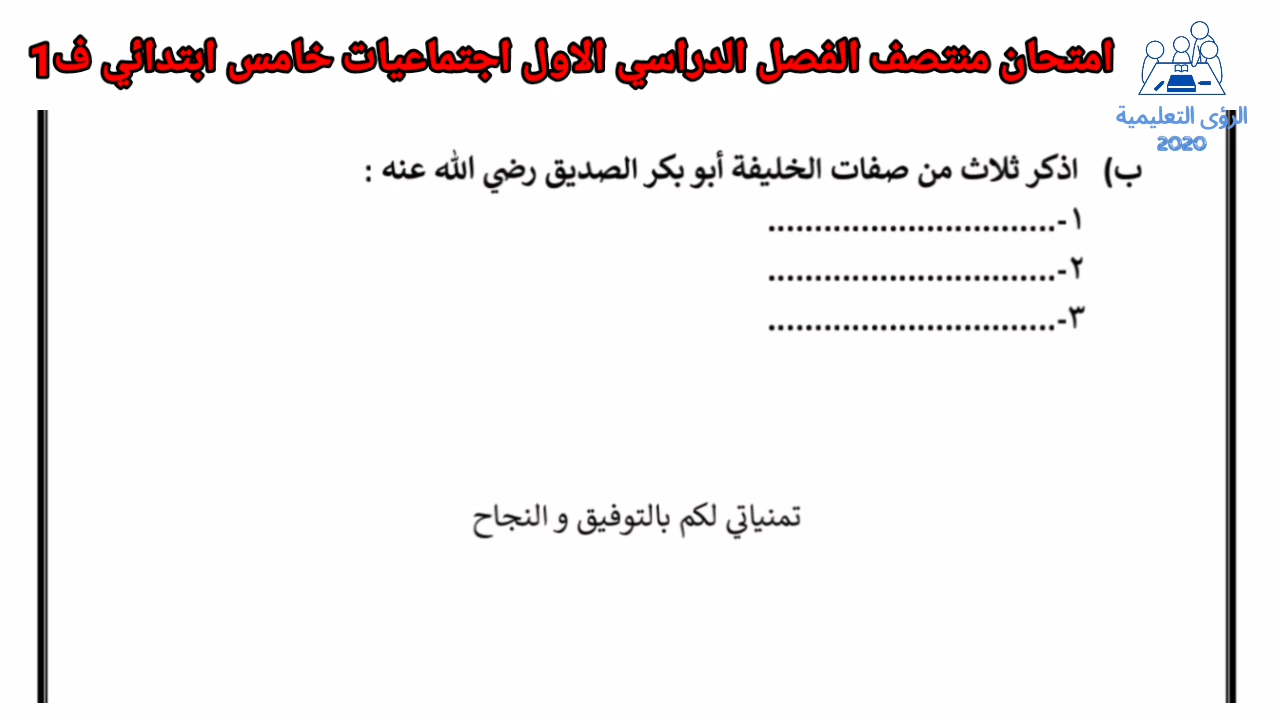 امتحان منتصف الفصل الدراسي الاول اجتماعيات خامس ابتدائي ف1
الرؤى التعليمية
2020
ب) اذكر ثلاث من صفات الخليفة أبو بكر الصديق رضي الله عنه :
١-...............................
٢-...............................
٣-...............................
تمنياتي لكم بالتوفيق و النجاح